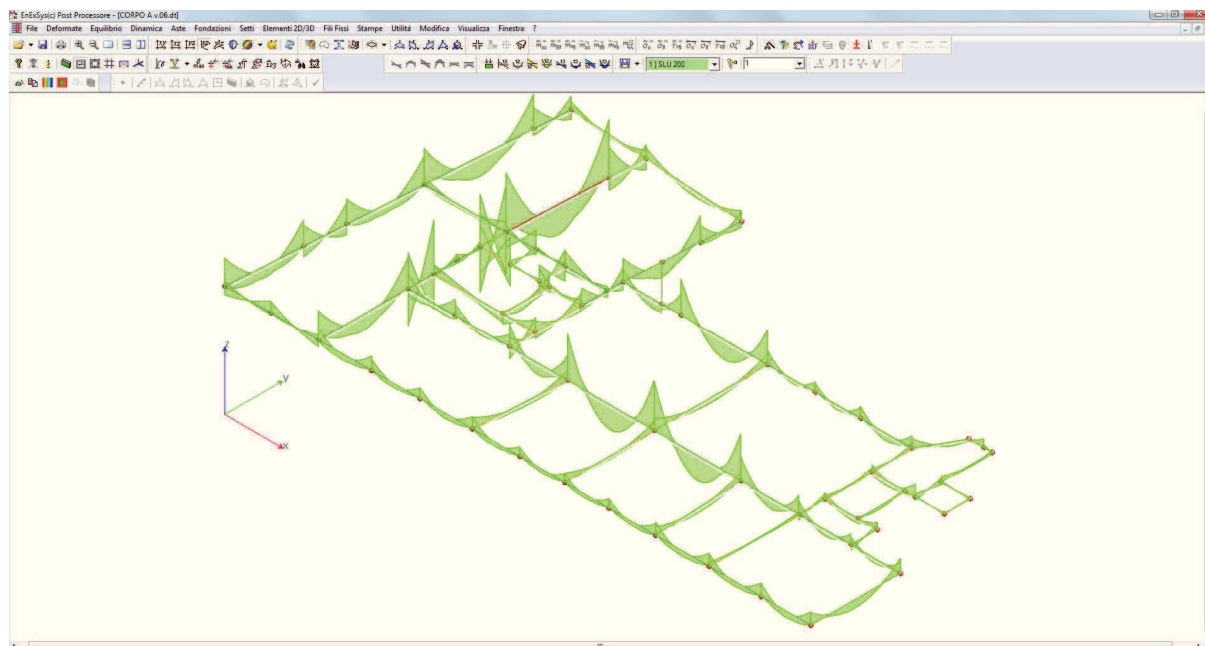 EnExSys(c) Post Processore - [CORPO A v.06.dt]
File Deformate Equilibrio Dinamica Aste Fondazioni Setti Elementi 2D/3D Fili Fissi Stampe Utilità Modifica Visualizza Finestra ?
1] SLU 200
1
z
y
x